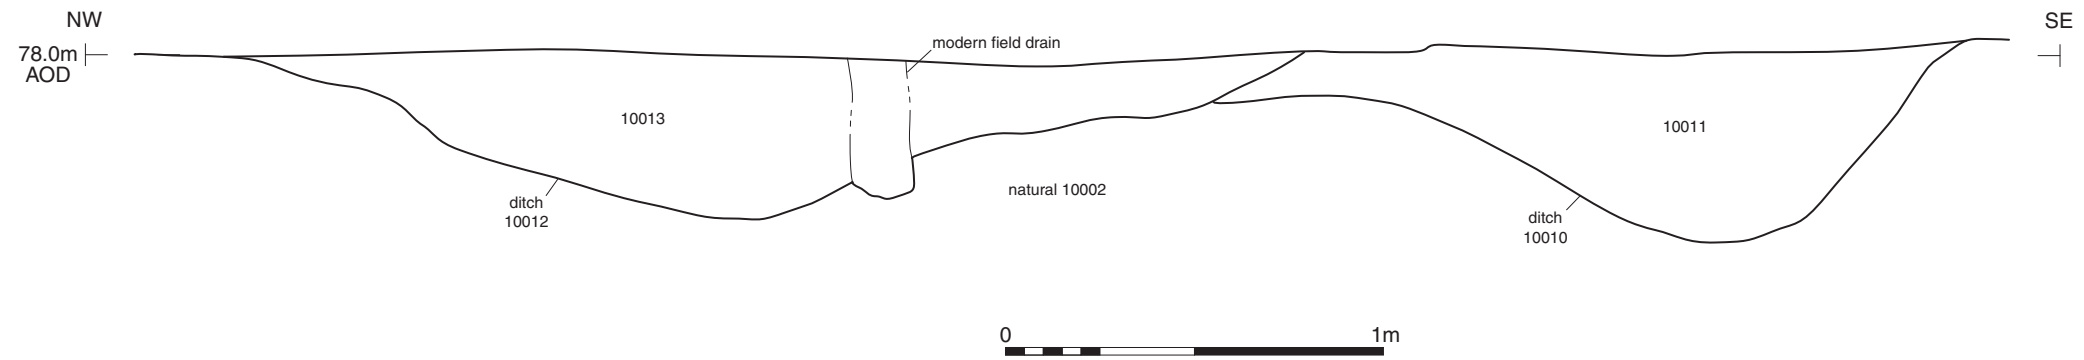 NW
SE
78.0m
AOD
modern field drain
10013
10011
natural 10002
ditch
10012
ditch
10010
0
1m